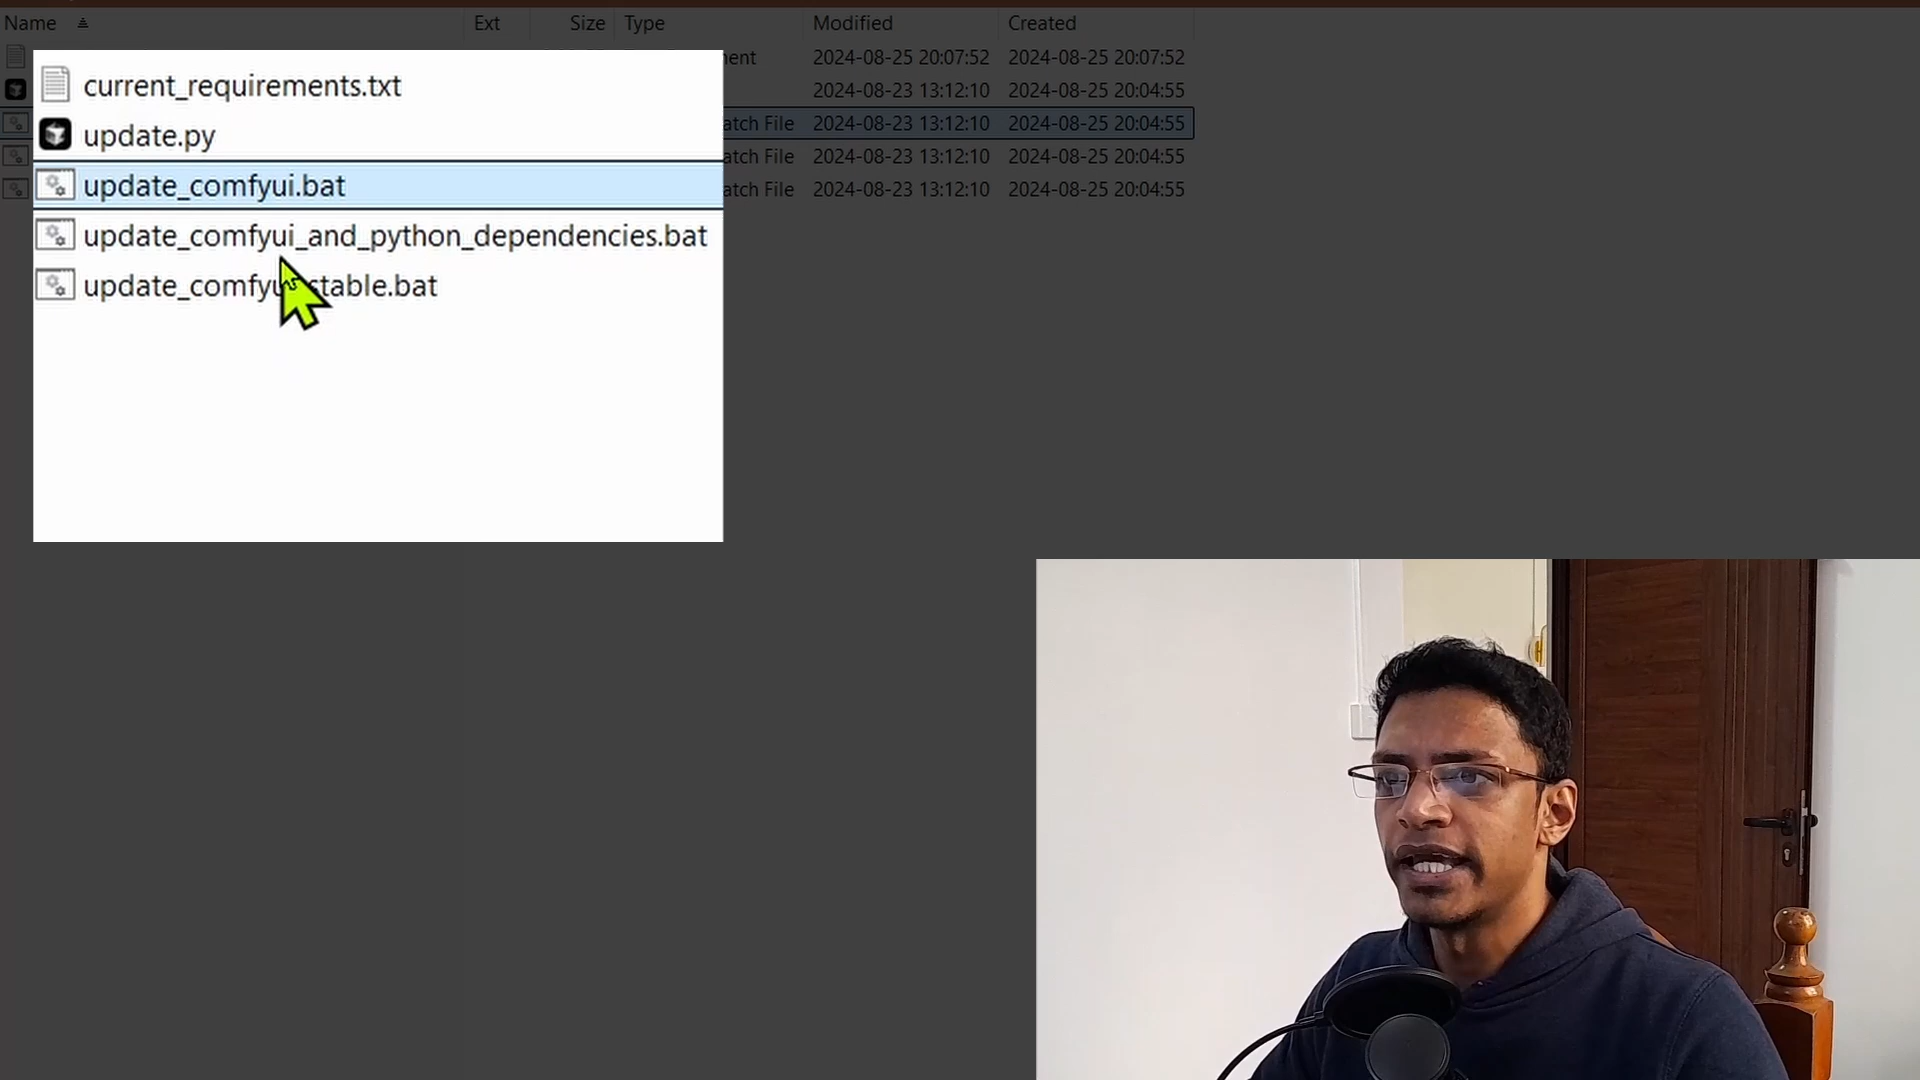 Name Ext Size Type Modified Created
current_requirements.txt ent 2024-08-25 20:07:52 2024-08-25 20:07:52
update.py 2024-08-23 13:12:10 2024-08-25 20:04:55
update_comfyui.bat atch File 2024-08-23 13:12:10 2024-08-25 20:04:55
update_comfyui_and_python_dependencies.bat atch File 2024-08-23 13:12:10 2024-08-25 20:04:55
update_comfyu stable.bat atch File 2024-08-23 13:12:10 2024-08-25 20:04:55